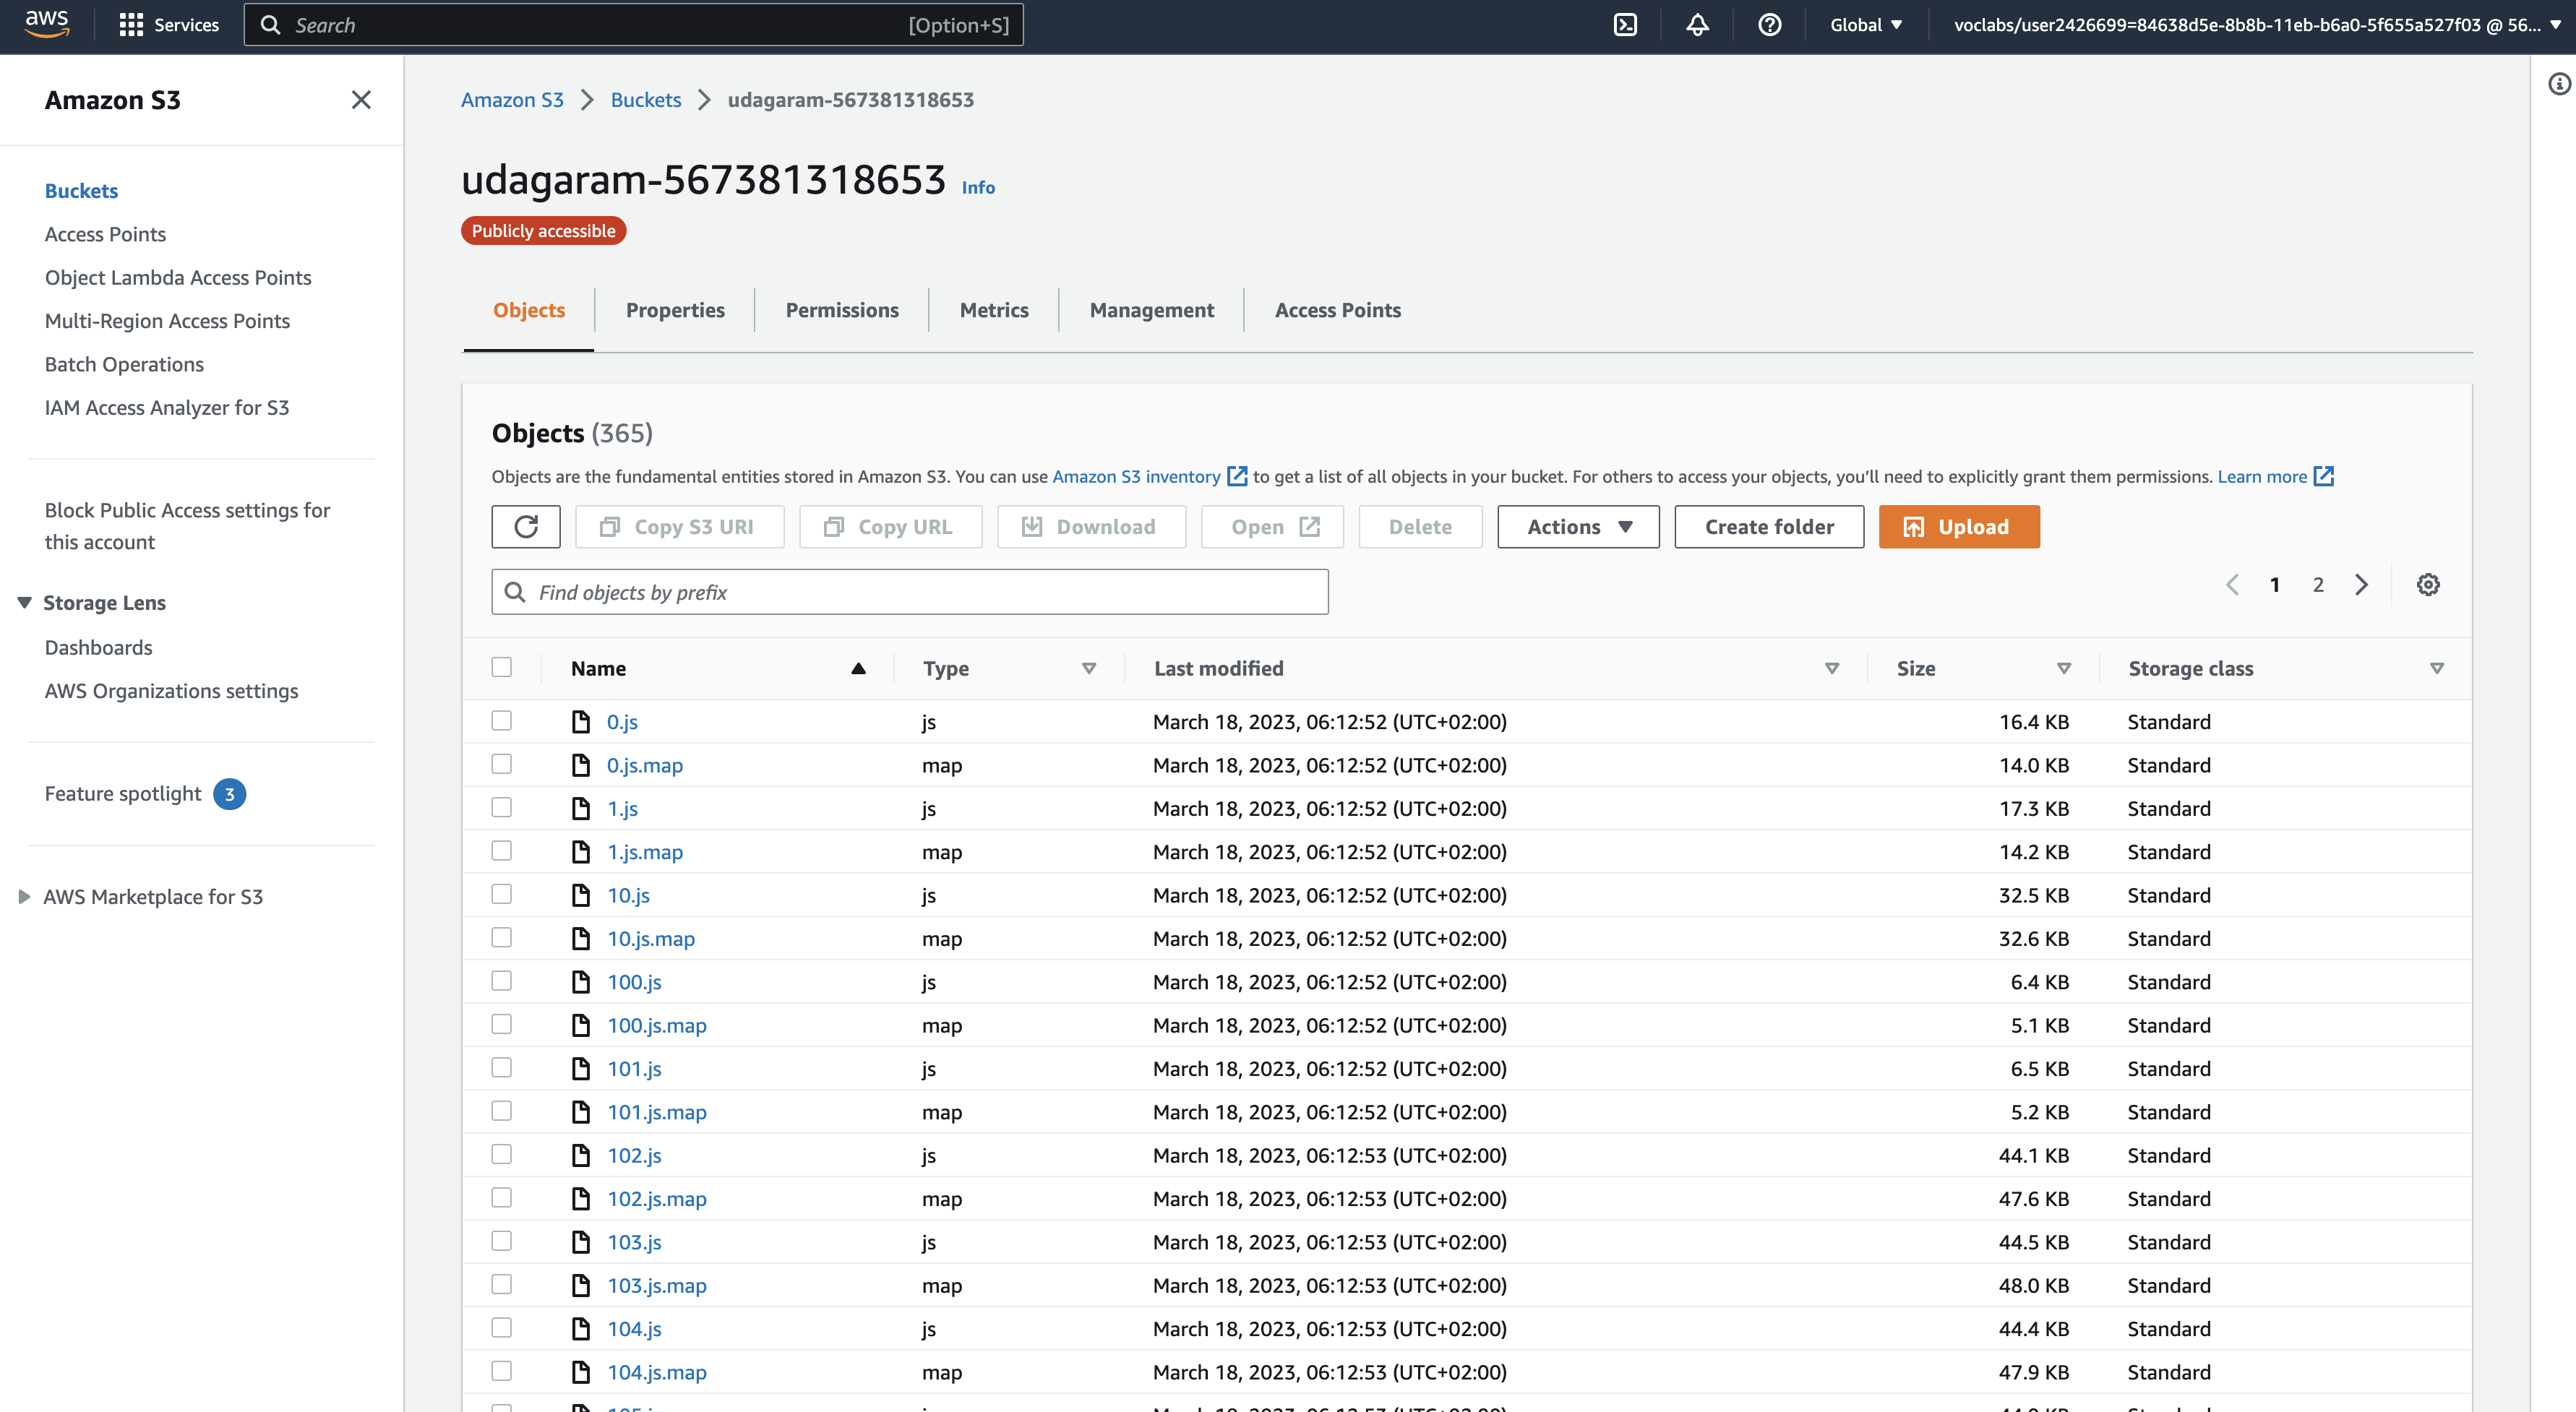 aws Services Search [Option+S] Global voclabs/user2426699=84638d5e-8b8b-11eb-b6a0-5f655a527f03 @ 56...
Amazon S3
Buckets
Access Points
Object Lambda Access Points
Multi-Region Access Points
Batch Operations
IAM Access Analyzer for S3
Block Public Access settings for
this account
Storage Lens
Dashboards
AWS Organizations settings
Feature spotlight 3
AWS Marketplace for S3
Amazon S3 Buckets udagaram-567381318653
udagaram-567381318653 Info
Publicly accessible
Objects Properties Permissions Metrics Management Access Points
Objects (365)
Objects are the fundamental entities stored in Amazon S3. You can use Amazon S3 inventory to get a list of all objects in your bucket. For others to access your objects, you’ll need to explicitly grant them permissions. Learn more
Copy S3 URI Copy URL Download Open Delete Actions Create folder Upload
Find objects by prefix 1 2
Name Type Last modified Size Storage class
0.js js March 18, 2023, 06:12:52 (UTC+02:00) 16.4 KB Standard
0.js.map map March 18, 2023, 06:12:52 (UTC+02:00) 14.0 KB Standard
1.js js March 18, 2023, 06:12:52 (UTC+02:00) 17.3 KB Standard
1.js.map map March 18, 2023, 06:12:52 (UTC+02:00) 14.2 KB Standard
10.js js March 18, 2023, 06:12:52 (UTC+02:00) 32.5 KB Standard
10.js.map map March 18, 2023, 06:12:52 (UTC+02:00) 32.6 KB Standard
100.js js March 18, 2023, 06:12:52 (UTC+02:00) 6.4 KB Standard
100.js.map map March 18, 2023, 06:12:52 (UTC+02:00) 5.1 KB Standard
101.js js March 18, 2023, 06:12:52 (UTC+02:00) 6.5 KB Standard
101.js.map map March 18, 2023, 06:12:52 (UTC+02:00) 5.2 KB Standard
102.js js March 18, 2023, 06:12:53 (UTC+02:00) 44.1 KB Standard
102.js.map map March 18, 2023, 06:12:53 (UTC+02:00) 47.6 KB Standard
103.js js March 18, 2023, 06:12:53 (UTC+02:00) 44.5 KB Standard
103.js.map map March 18, 2023, 06:12:53 (UTC+02:00) 48.0 KB Standard
104.js js March 18, 2023, 06:12:53 (UTC+02:00) 44.4 KB Standard
104.js.map map March 18, 2023, 06:12:53 (UTC+02:00) 47.9 KB Standard